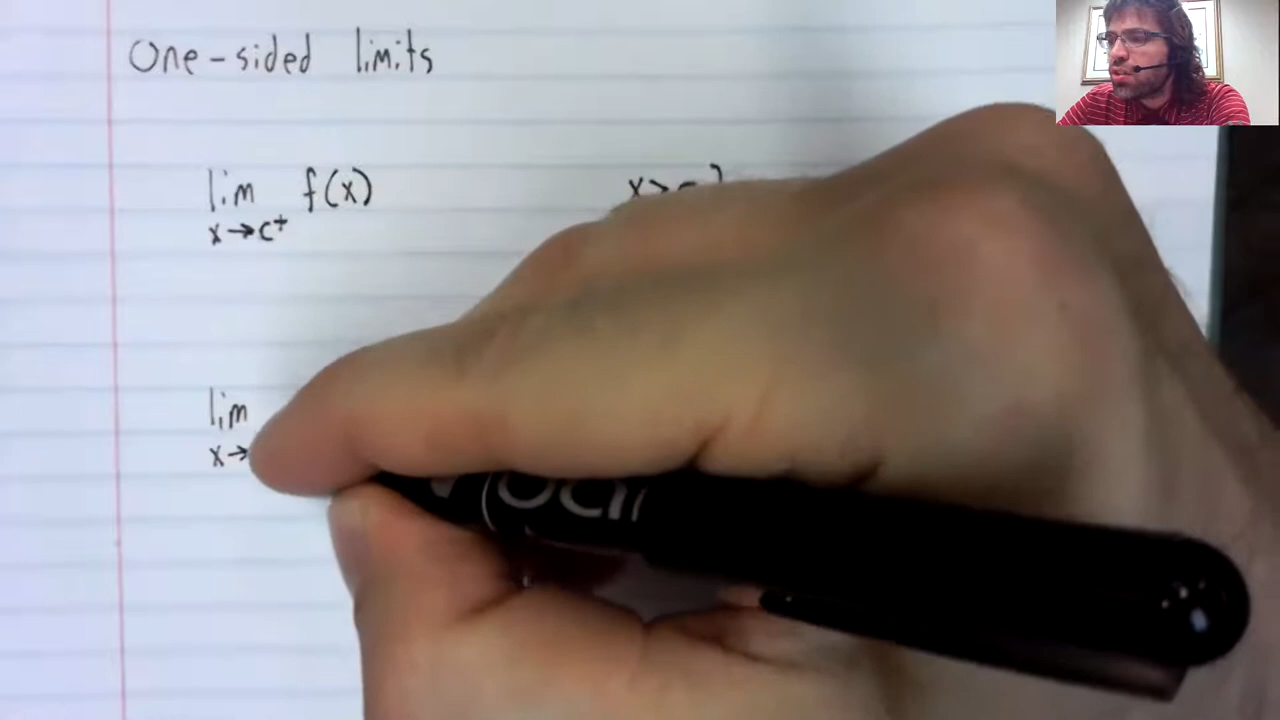 One-sided limits
lim f(x)
x→c⁺
x>c
lim
x→